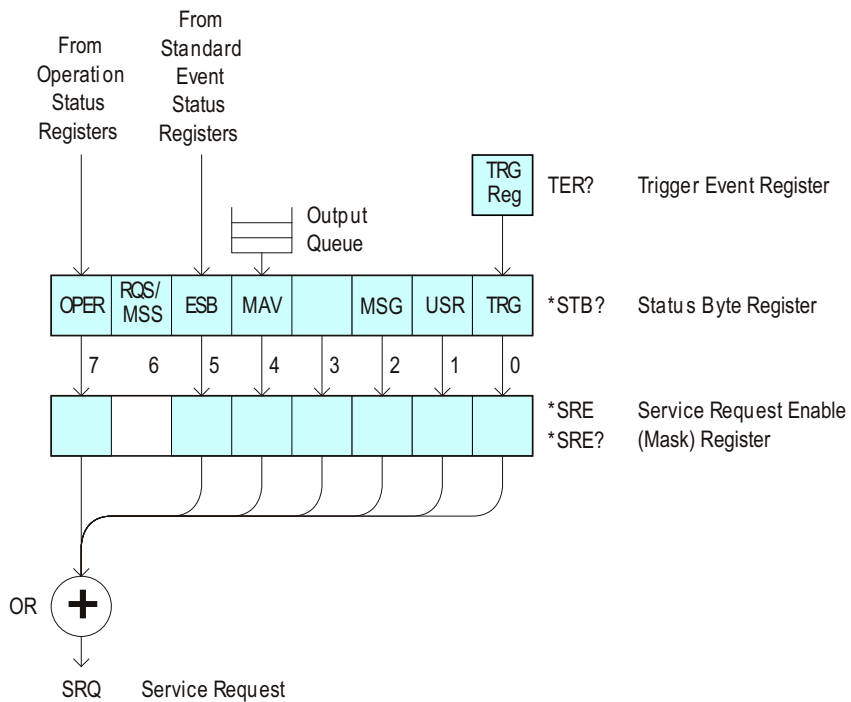 From
Operation
Status
Registers
From
Standard
Event
Status
Registers
TRG
Reg
TER? Trigger Event Register
Output
Queue
OPER RQS/
MSS ESB MAV MSG USR TRG *STB? Status Byte Register
7 6 5 4 3 2 1 0
*SRE Service Request Enable
*SRE? (Mask) Register
OR +
SRQ Service Request